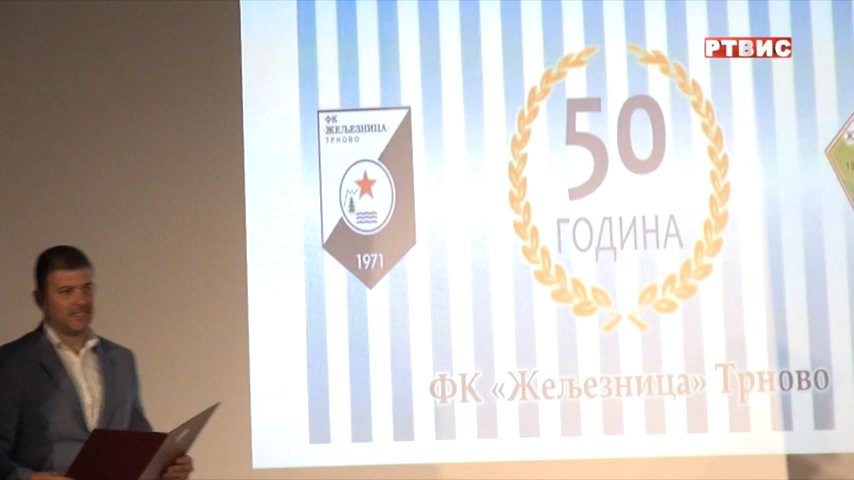 РТВИС
ФК
ЖЕЉЕЗНИЦА
ТРНОВО
1971
50
ГОДИНА
ФК «Жељезница» Трново